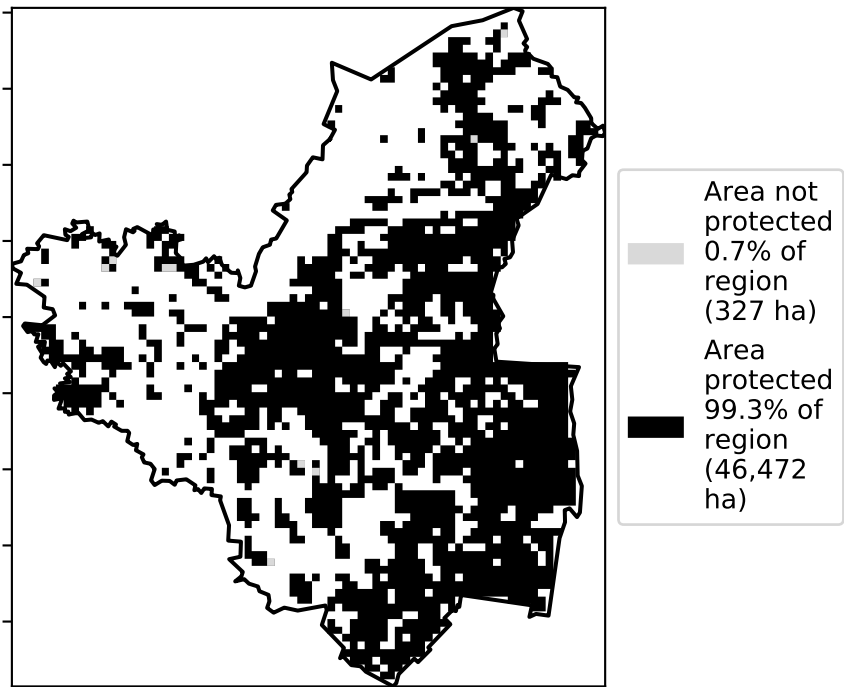 Area not
protected
0.7% of
region
(327 ha)
Area
protected
99.3% of
region
(46,472
ha)